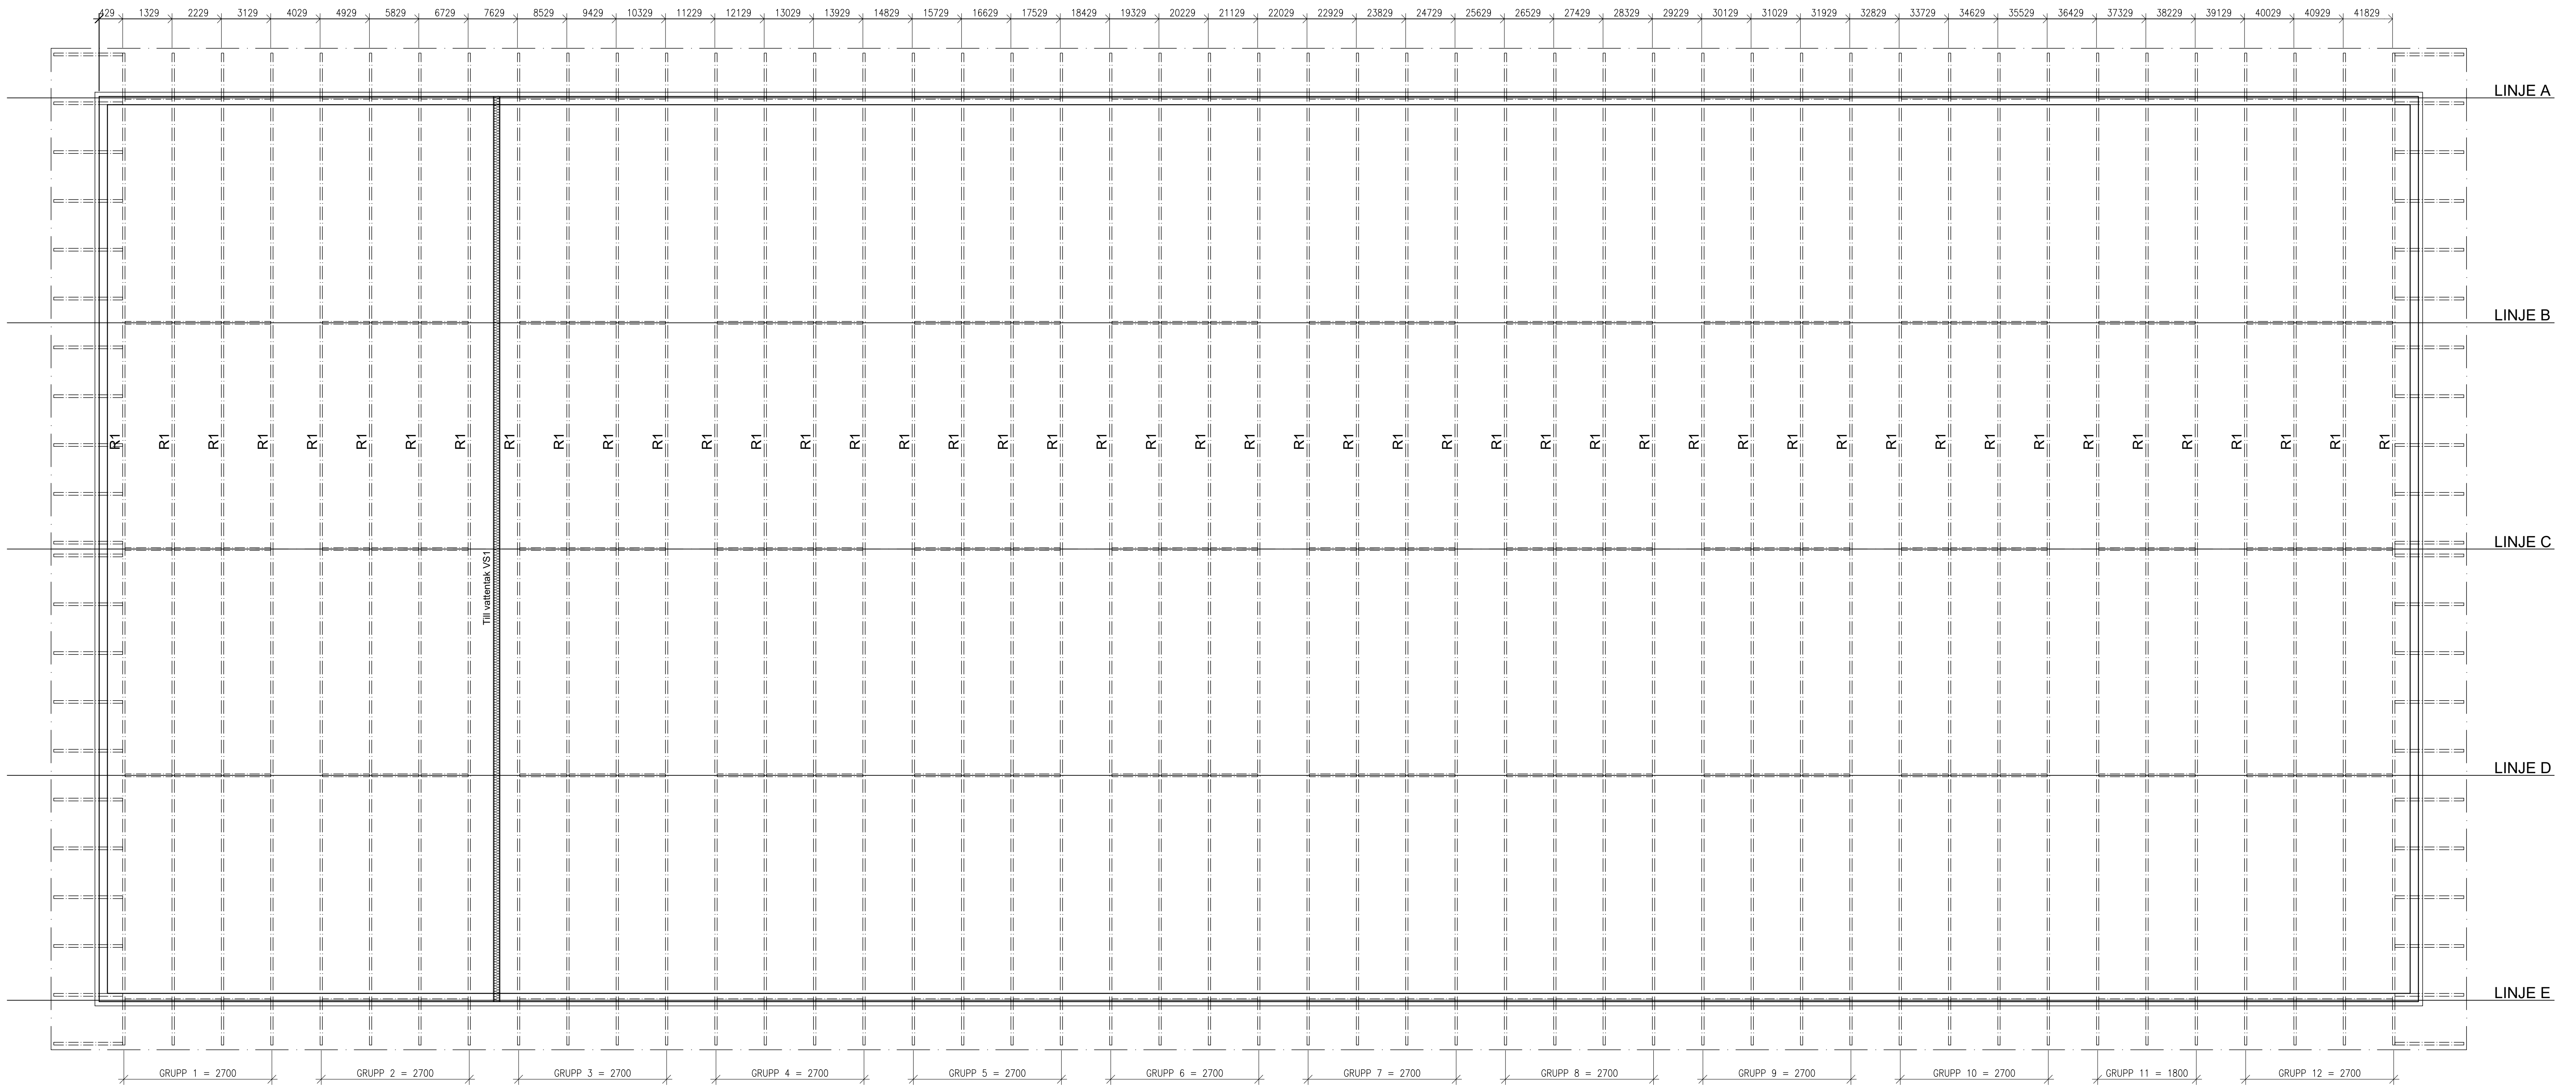 429 1329 2229 3129 4029 4929 5829 6729 7629 8529 9429 10329 11229 12129 13029 13929 14829 15729 16629 17529 18429 19329 20229 21129 22029 22929 23829 24729 25629 26529 27429 28329 29229 30129 31029 31929 32829 33729 34629 35529 36429 37329 38229 39129 40029 40929 41829
LINJE A
LINJE B
R1 R1 R1 R1 R1 R1 R1 R1 R1 R1 R1 R1 R1 R1 R1 R1 R1 R1 R1 R1 R1 R1 R1 R1 R1 R1 R1 R1 R1 R1 R1 R1 R1 R1 R1 R1 R1 R1 R1 R1 R1 R1 R1 R1 R1 R1 R1
LINJE C
Till vattentak VS1
LINJE D
LINJE E
GRUPP 1 = 2700 GRUPP 2 = 2700 GRUPP 3 = 2700 GRUPP 4 = 2700 GRUPP 5 = 2700 GRUPP 6 = 2700 GRUPP 7 = 2700 GRUPP 8 = 2700 GRUPP 9 = 2700 GRUPP 10 = 2700 GRUPP 11 = 1800 GRUPP 12 = 2700